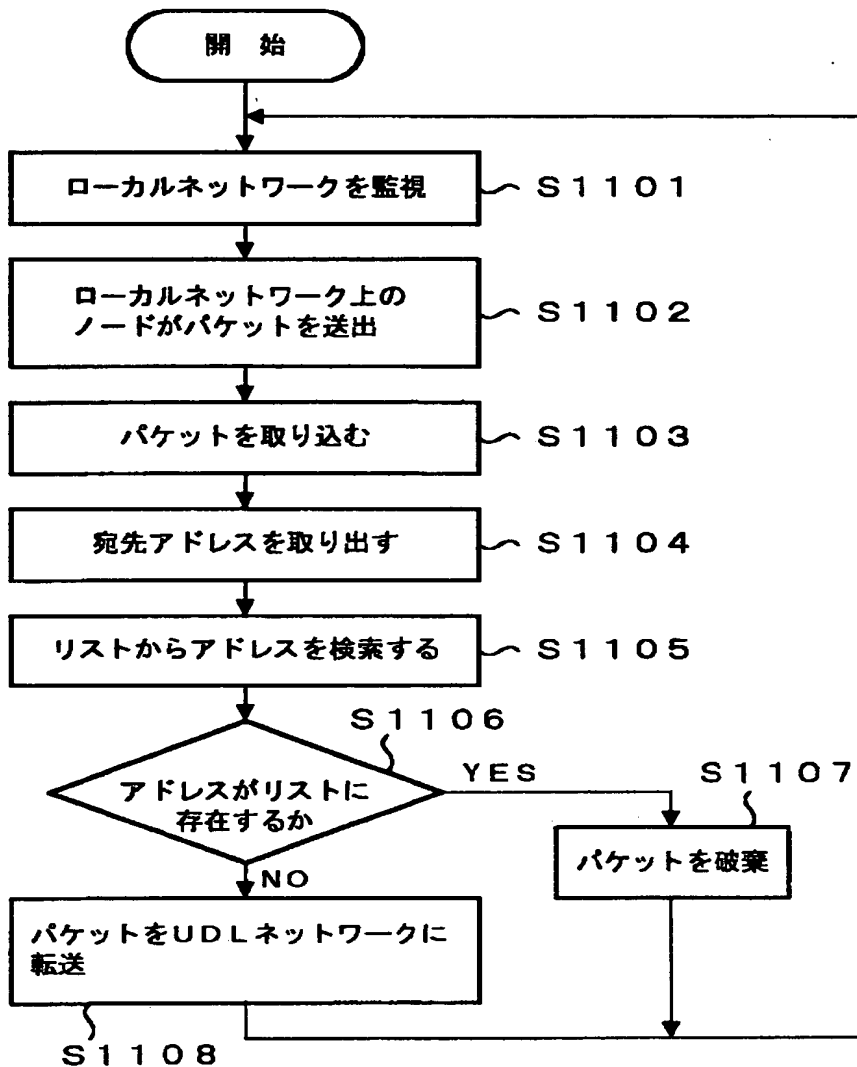 開 始
ローカルネットワークを監視
S1101
ローカルネットワーク上の
ノードがパケットを送出
S1102
パケットを取り込む
S1103
宛先アドレスを取り出す
S1104
リストからアドレスを検索する
S1105
S1106
アドレスがリストに
存在するか
YES
S1107
パケットを破棄
NO
パケットをUDLネットワークに
転送
S1108